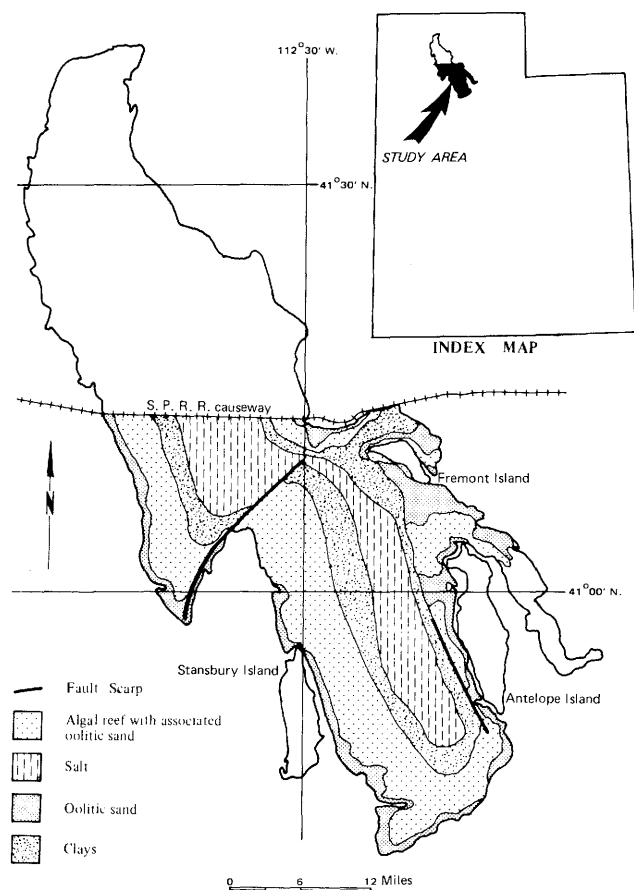 112°30' W.
STUDY AREA
41°30' N.
INDEX MAP
S. P. R. R. causeway
N
Fremont Island
41°00' N.
Stansbury Island
Antelope Island
Fault Scarp
Algal reef with associated
oolitic sand
Salt
Oolitic sand
Clays
0 6 12 Miles